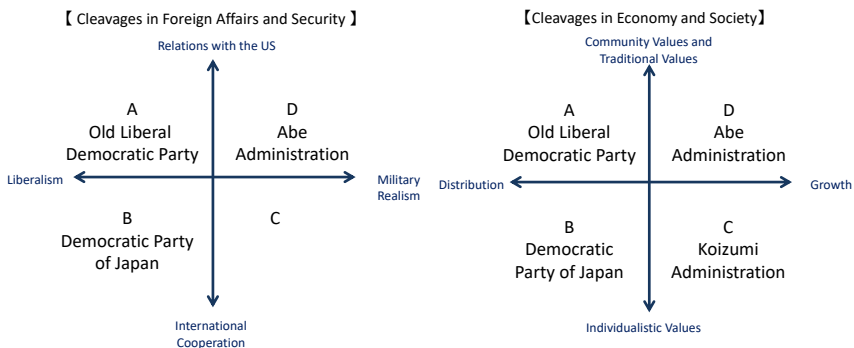 【 Cleavages in Foreign Affairs and Security 】
Relations with the US
A
Old Liberal
Democratic Party
D
Abe
Administration
Liberalism
Military
Realism
B
Democratic Party
of Japan
C
International
Cooperation
【Cleavages in Economy and Society】
Community Values and
Traditional Values
A
Old Liberal
Democratic Party
D
Abe
Administration
Distribution
Growth
B
Democratic
Party of Japan
C
Koizumi
Administration
Individualistic Values